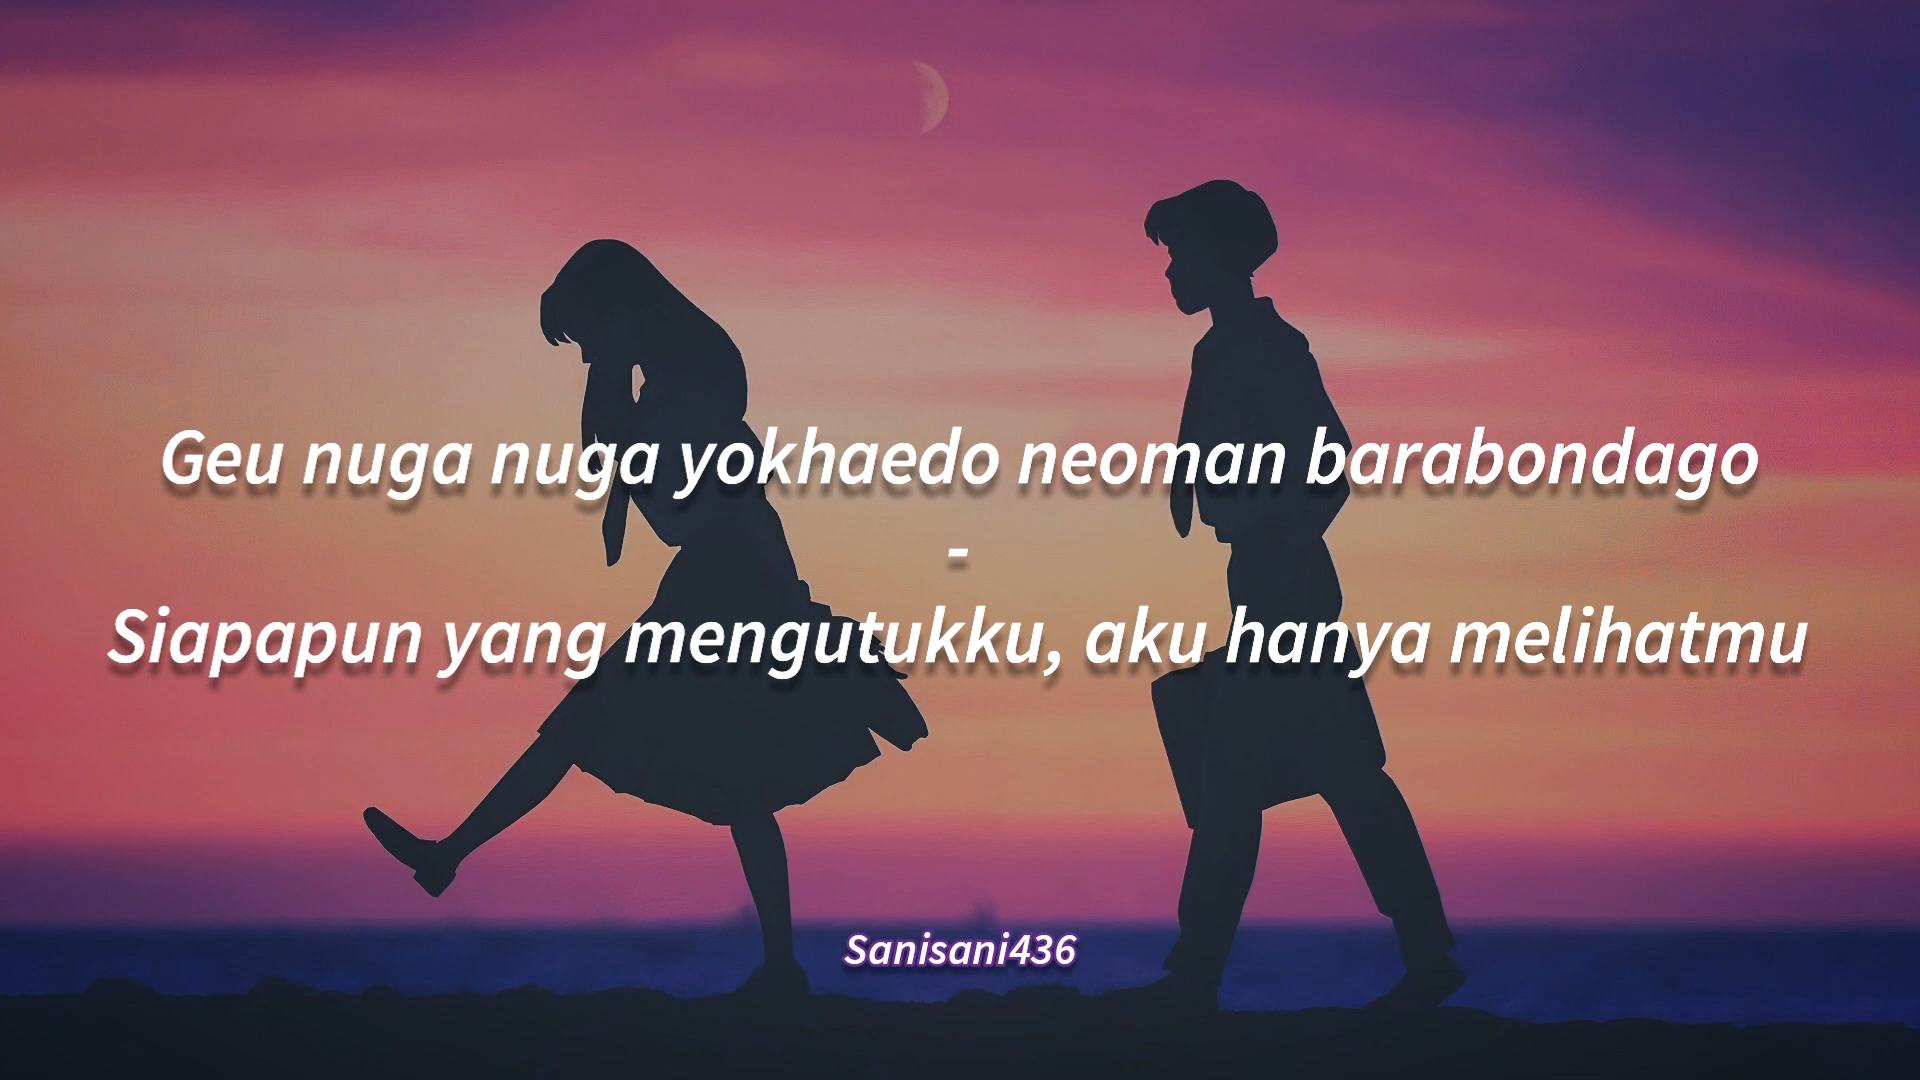 Geu nuga nuga yokhaedo neoman barabondago
-
Siapapun yang mengutukku, aku hanya melihatmu
Sanisani436